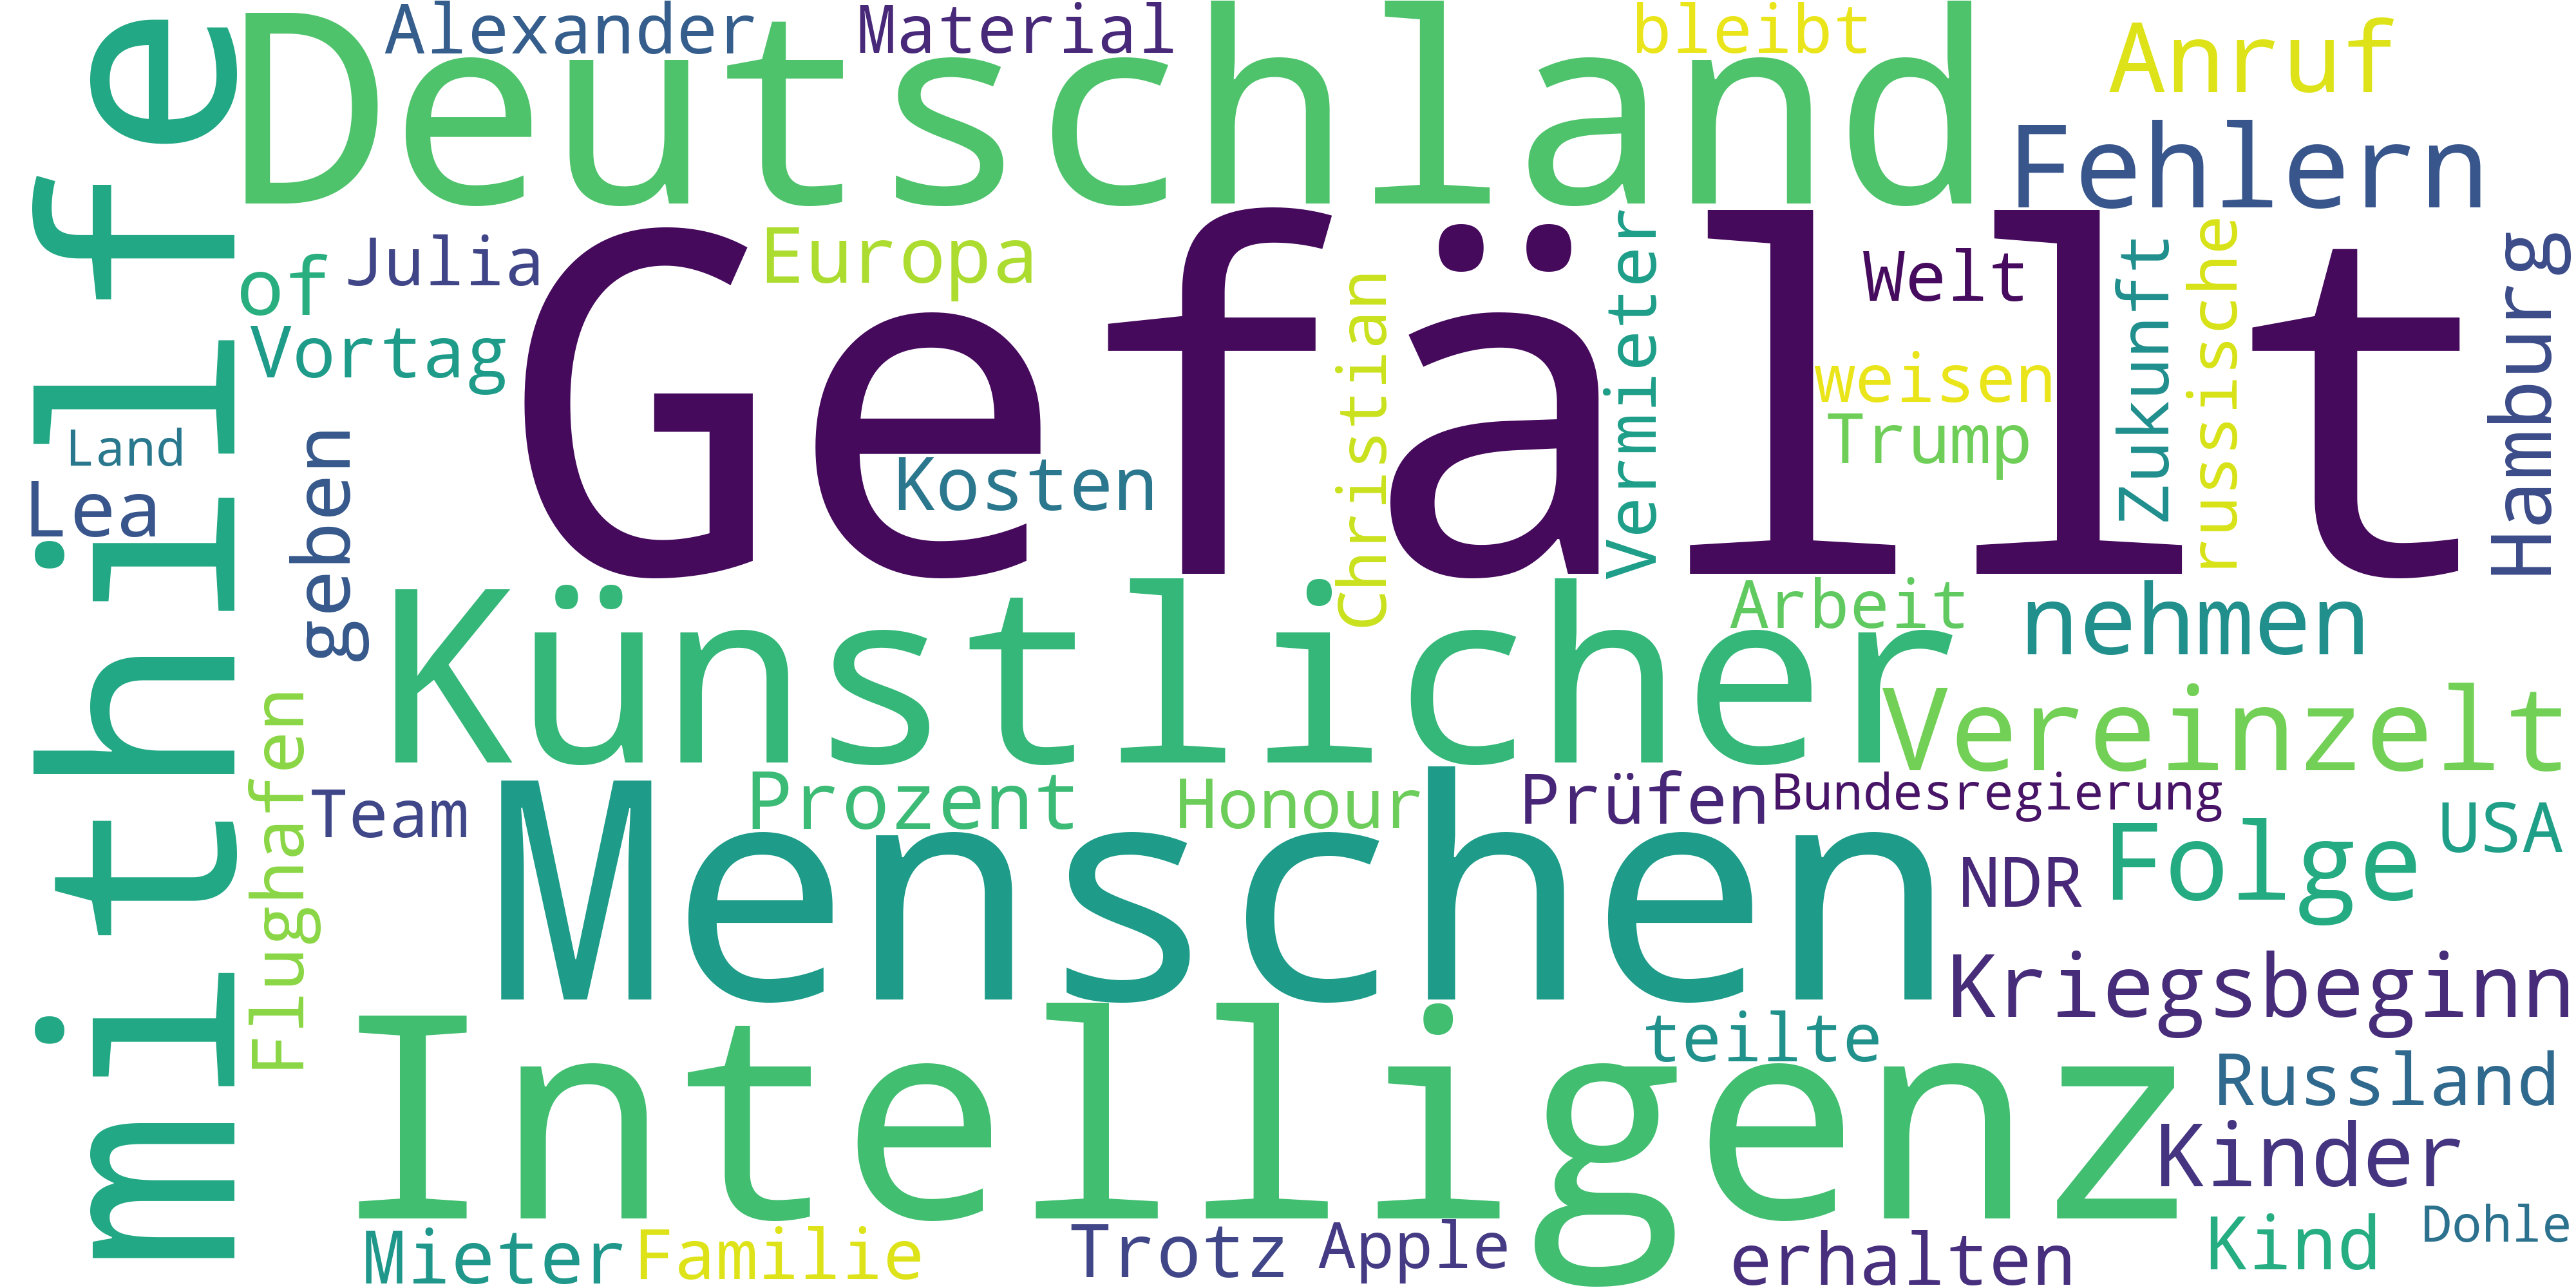 mithilfe
Deutschland
Alexander
Material
bleibt
Anruf
Fehlern
Gefällt
of
Julia
Europa
Vortag
Christian
Vermieter
Welt
weisen
Trump
Zukunft
russische
Hamburg
Land
Lea
geben
Kosten
Künstlicher
Arbeit
nehmen
Vereinzelt
Flughafen
Team
Menschen
Prozent
Honour
Prüfen
Bundesregierung
USA
NDR
Folge
Kriegsbeginn
Intelligenz
teilte
Russland
Kinder
Mieter
Familie
Trotz
Apple
erhalten
Kind
Dohle